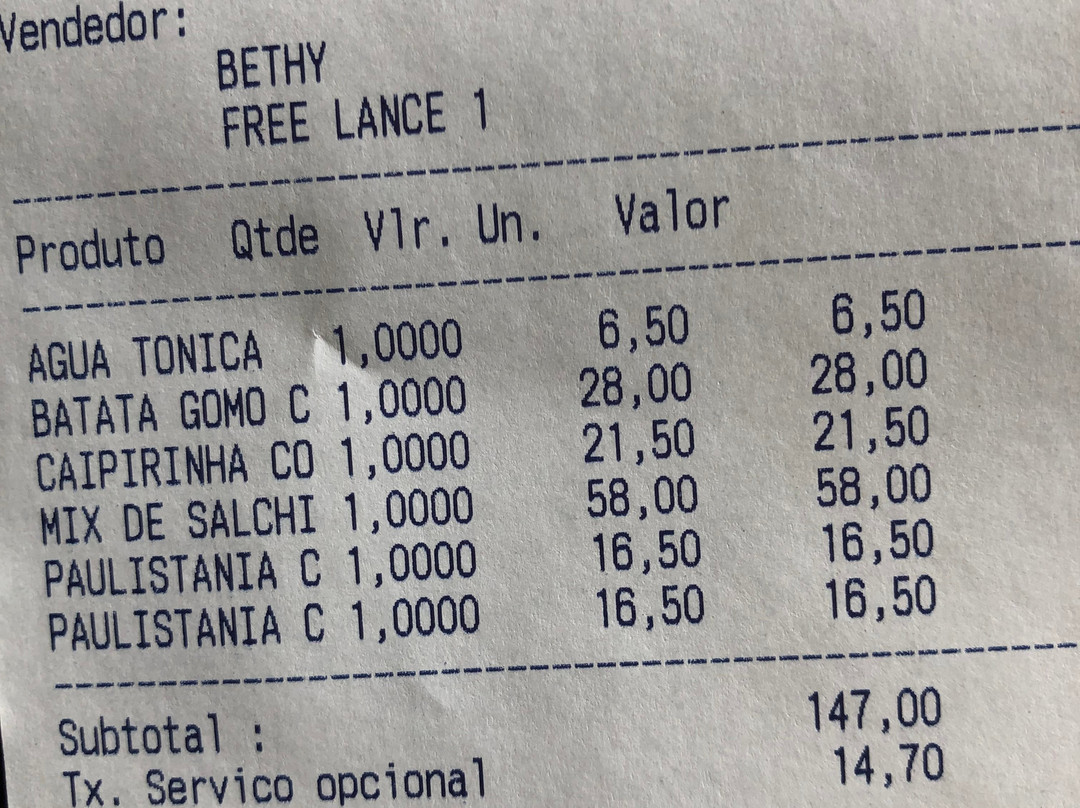 Vendedor:
BETHY
FREE LANCE 1
Produto Qtde Vlr. Un. Valor
AGUA TONICA 1,0000 6,50 6,50
BATATA GOMO C 1,0000 28,00 28,00
CAIPIRINHA CO 1,0000 21,50 21,50
MIX DE SALCHI 1,0000 58,00 58,00
PAULISTANIA C 1,0000 16,50 16,50
PAULISTANIA C 1,0000 16,50 16,50
Subtotal : 147,00
Tx. Servico opcional 14,70